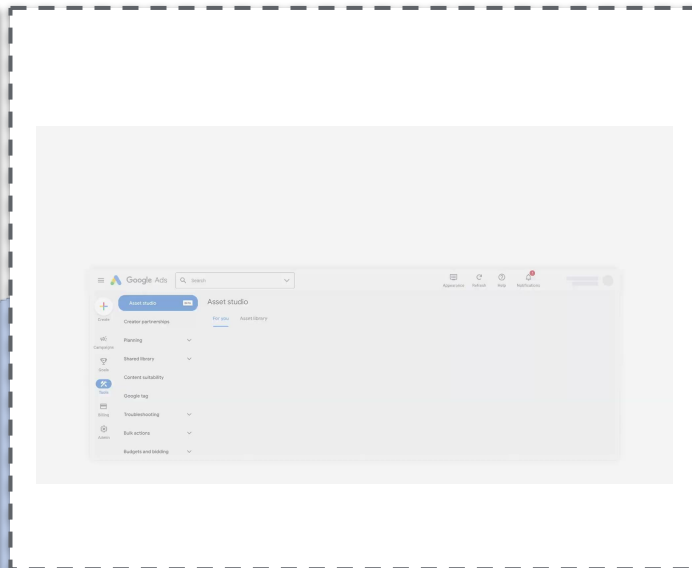 Google Ads
Search
Appearance
Refresh
Help
Notifications
Create
Campaigns
Goals
Tools
Billing
Admin
Asset studio
Creator partnerships
Planning
Shared library
Content suitability
Google tag
Troubleshooting
Bulk actions
Budgets and bidding
Asset studio
For you Asset library